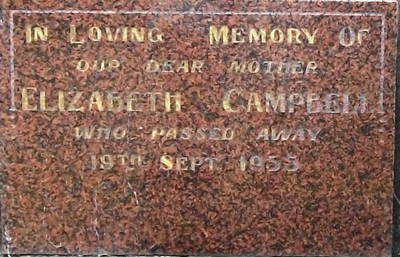 IN LOVING MEMORY OF
OUR DEAR MOTHER
ELIZABETH CAMPBELL
WHO PASSED AWAY
19TH SEPT. 1955